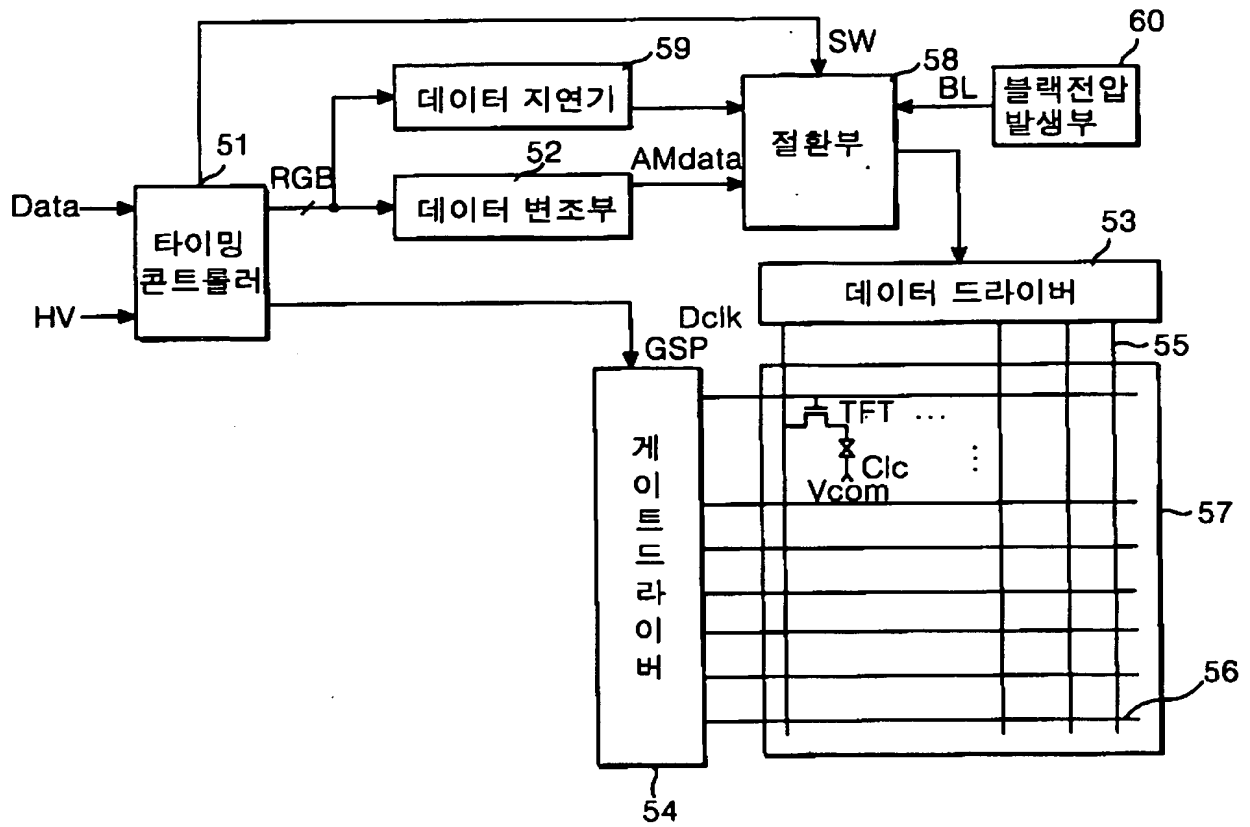 SW
59
58
60
데이터 지연기
BL
블랙전압
발생부
절환부
51
RGB
52
AMdata
Data
데이터 변조부
타이밍
콘트롤러
53
데이터 드라이버
HV
Dclk
GSP
55
TFT ...
...
Clc
Vcom
게이트드라이버
57
56
54